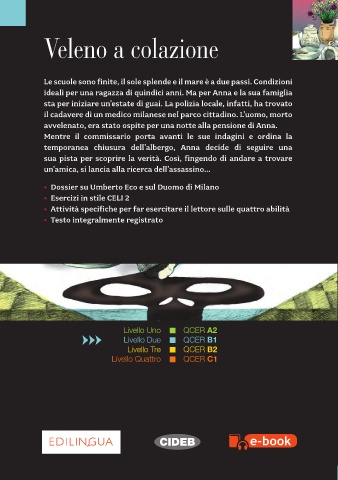 Veleno a colazione
Le scuole sono finite, il sole splende e il mare è a due passi. Condizioni
ideali per una ragazza di quindici anni. Ma per Anna e la sua famiglia
sta per iniziare un'estate di guai. La polizia locale, infatti, ha trovato
il cadavere di un medico milanese nel parco cittadino. L'uomo, morto
avvelenato, era stato ospite per una notte alla pensione di Anna.
Mentre il commissario porta avanti le sue indagini e ordina la
temporanea chiusura dell'albergo, Anna decide di seguire una
sua pista per scoprire la verità. Così, fingendo di andare a trovare
un'amica, si lancia alla ricerca dell'assassino...
• Dossier su Umberto Eco e sul Duomo di Milano
• Esercizi in stile CELI 2
• Attività specifiche per far esercitare il lettore sulle quattro abilità
• Testo integralmente registrato
Livello Uno QCER A2
Livello Due QCER B1
Livello Tre QCER B2
Livello Quattro QCER C1
EDILINGUA CIDEB e-book